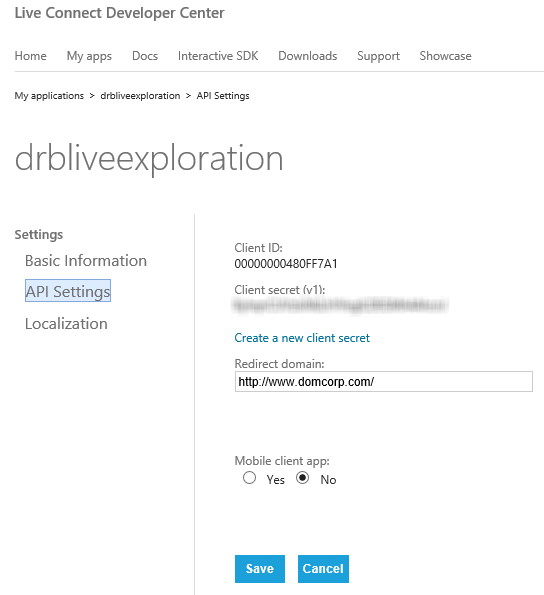 Live Connect Developer Center
Home My apps Docs Interactive SDK Downloads Support Showcase
My applications > drbliveexploration > API Settings
drbliveexploration
Settings
Basic Information
API Settings
Localization
Client ID:
00000000480FF7A1
Client secret (v1):
Create a new client secret
Redirect domain:
http://www.domcorp.com/
Mobile client app:
Yes No
Save Cancel